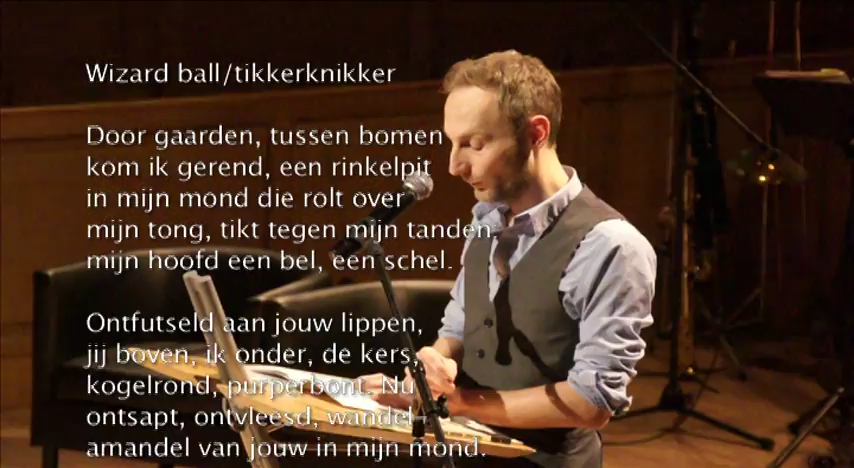 Wizard ball/tikkerknikker
Door gaarden, tussen bomen
kom ik gerend, een rinkelpit
in mijn mond die rolt over
mijn tong, tikt tegen mijn tanden
mijn hoofd een bel, een schel.
Ontfutseld aan jouw lippen,
jij boven, ik onder, de kers,
kogelrond, purperbont. Nu
ontsapt, ontvleesd, wandel-
amandel van jouw in mijn mond.